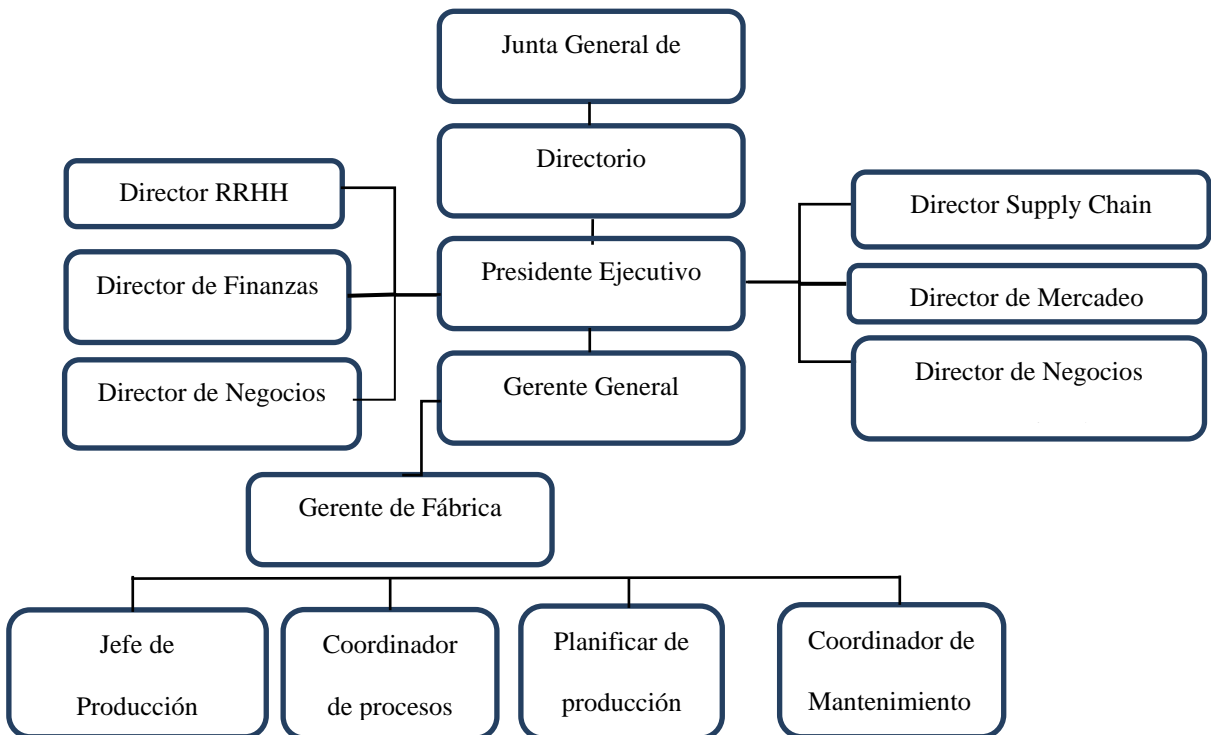 Junta General de
Directorio
Director RRHH
Director Supply Chain
Presidente Ejecutivo
Director de Finanzas
Director de Mercadeo
Director de Negocios
Gerente General
Director de Negocios
Gerente de Fábrica
Jefe de
Producción
Coordinador
de procesos
Planificar de
producción
Coordinador de
Mantenimiento